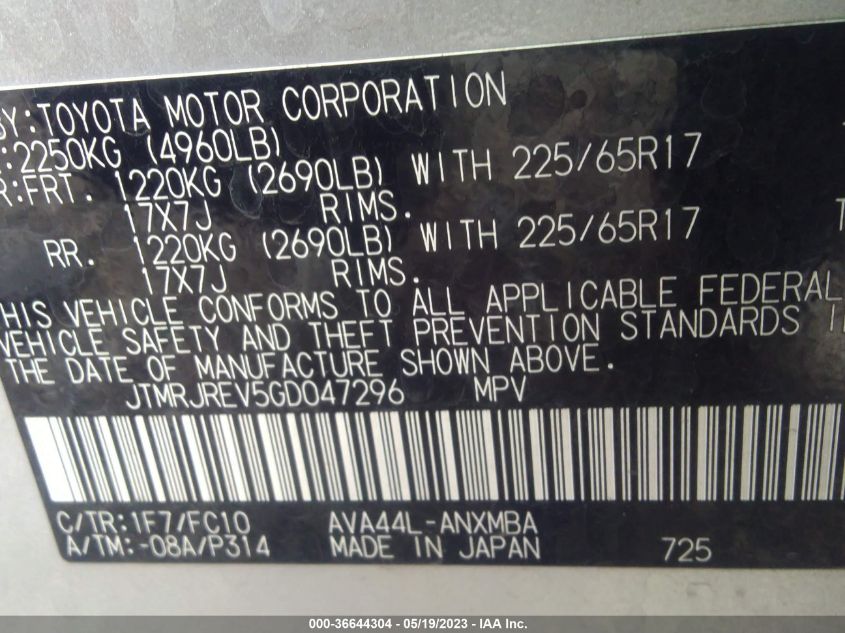 BY:TOYOTA MOTOR CORPORATION
:2250KG (4960LB)
R:FRT. 1220KG (2690LB) WITH 225/65R17
17X7J RIMS.
RR. 1220KG (2690LB) WITH 225/65R17
17X7J RIMS.
HIS VEHICLE CONFORMS TO ALL APPLICABLE FEDERAL
VEHICLE SAFETY AND THEFT PREVENTION STANDARDS I
THE DATE OF MANUFACTURE SHOWN ABOVE.
JTMRJREV5GD047296 MPV
C/TR:1F7/FC10 AVA44L-ANXMBA
A/TM:-08A/P314 MADE IN JAPAN 725
000-36644304 - 05/19/2023 - IAA Inc.